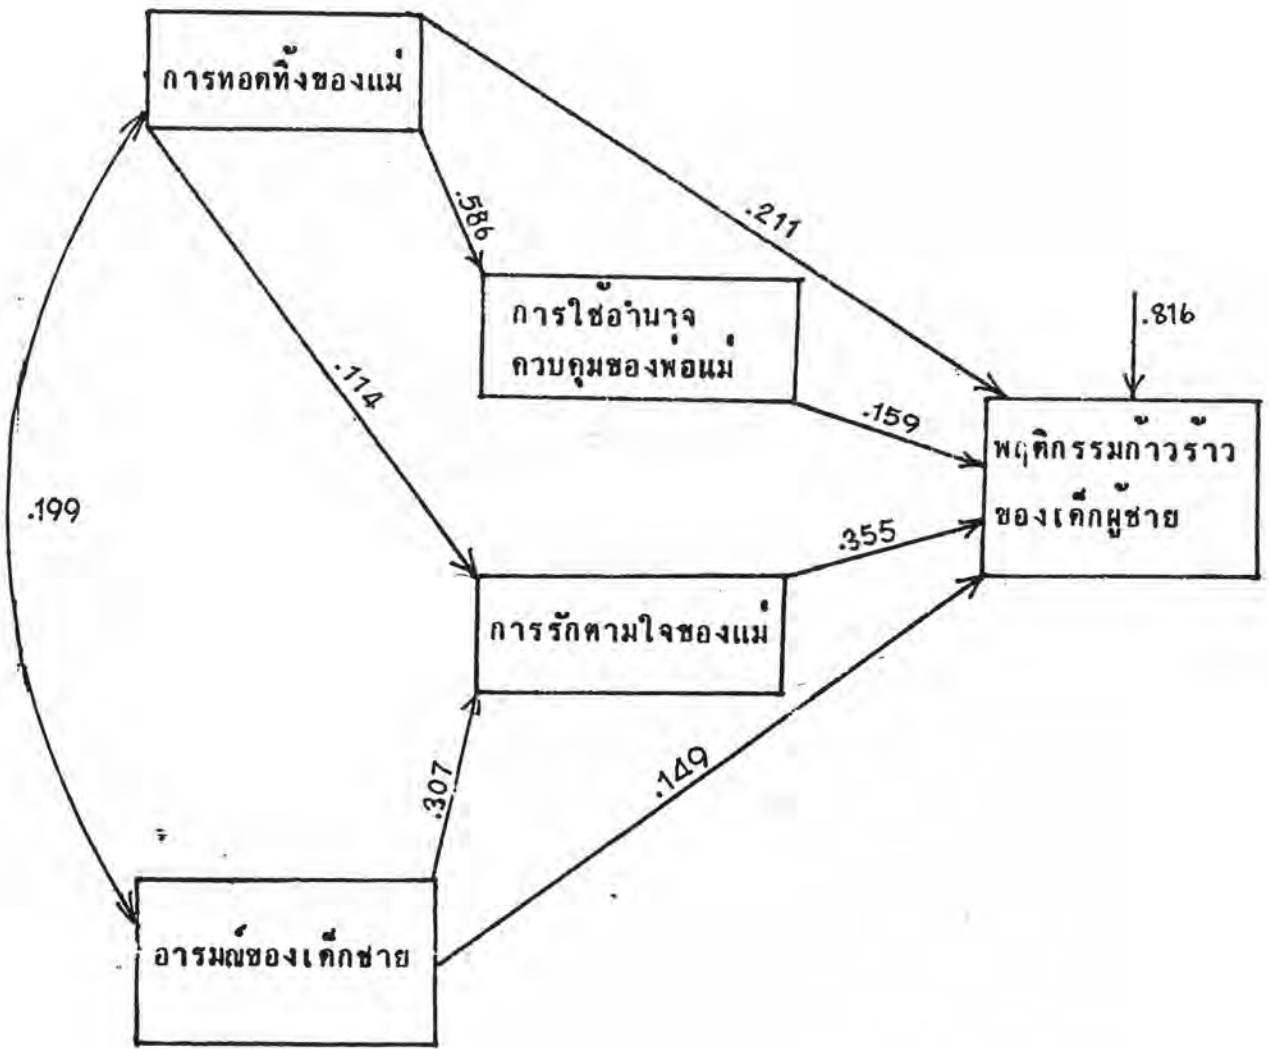 การทอดทิ้งของแม่
.586
.211
การใช้อำนาจ
ควบคุมของพ่อแม่
.816
.114
.159
พฤติกรรมก้าวร้าว
ของเด็กผู้ชาย
.199
.355
การรักตามใจของแม่
.307
.149
อารมณ์ของเด็กชาย